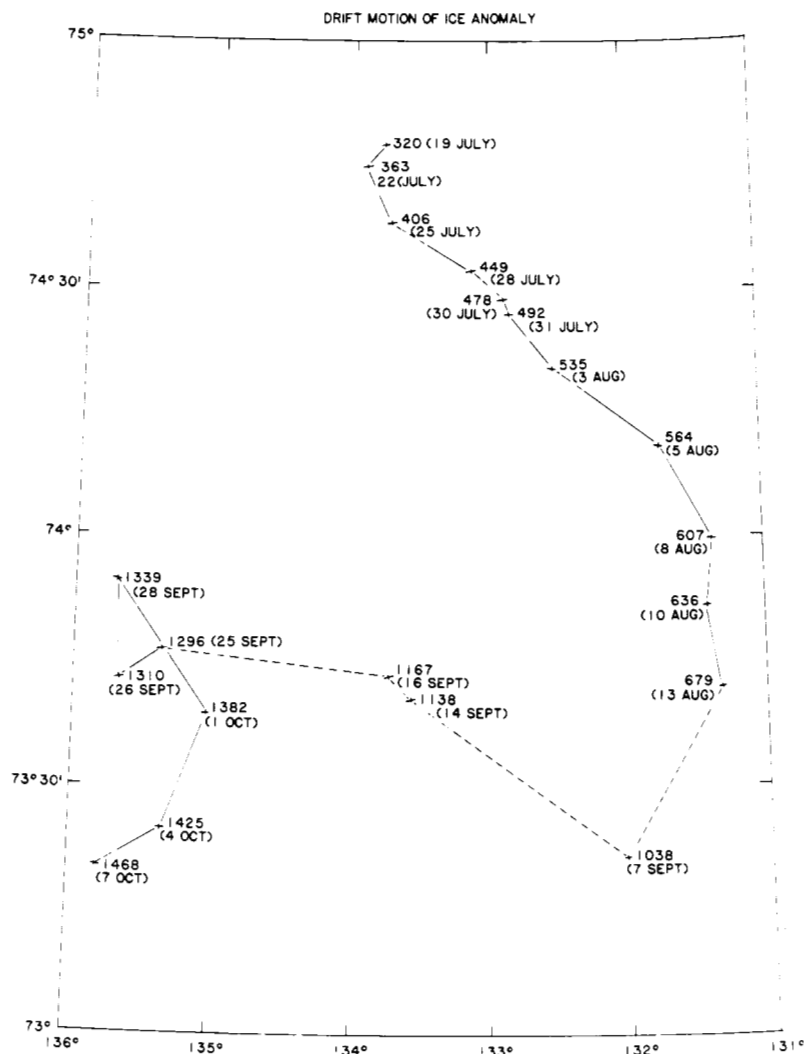 DRIFT MOTION OF ICE ANOMALY
75°
320 (19 JULY)
363
22(JULY)
406
(25 JULY)
449
(28 JULY)
74° 30'
478
(30 JULY)
492
(31 JULY)
535
(3 AUG)
564
(5 AUG)
74°
607
(8 AUG)
1339
(28 SEPT)
636
(10 AUG)
1296 (25 SEPT)
1310
(26 SEPT)
1167
(16 SEPT)
679
(13 AUG)
1138
(14 SEPT)
1382
(1 OCT)
73° 30'
1425
(4 OCT)
1468
(7 OCT)
1038
(7 SEPT)
73°
136° 135° 134° 133° 132° 131°